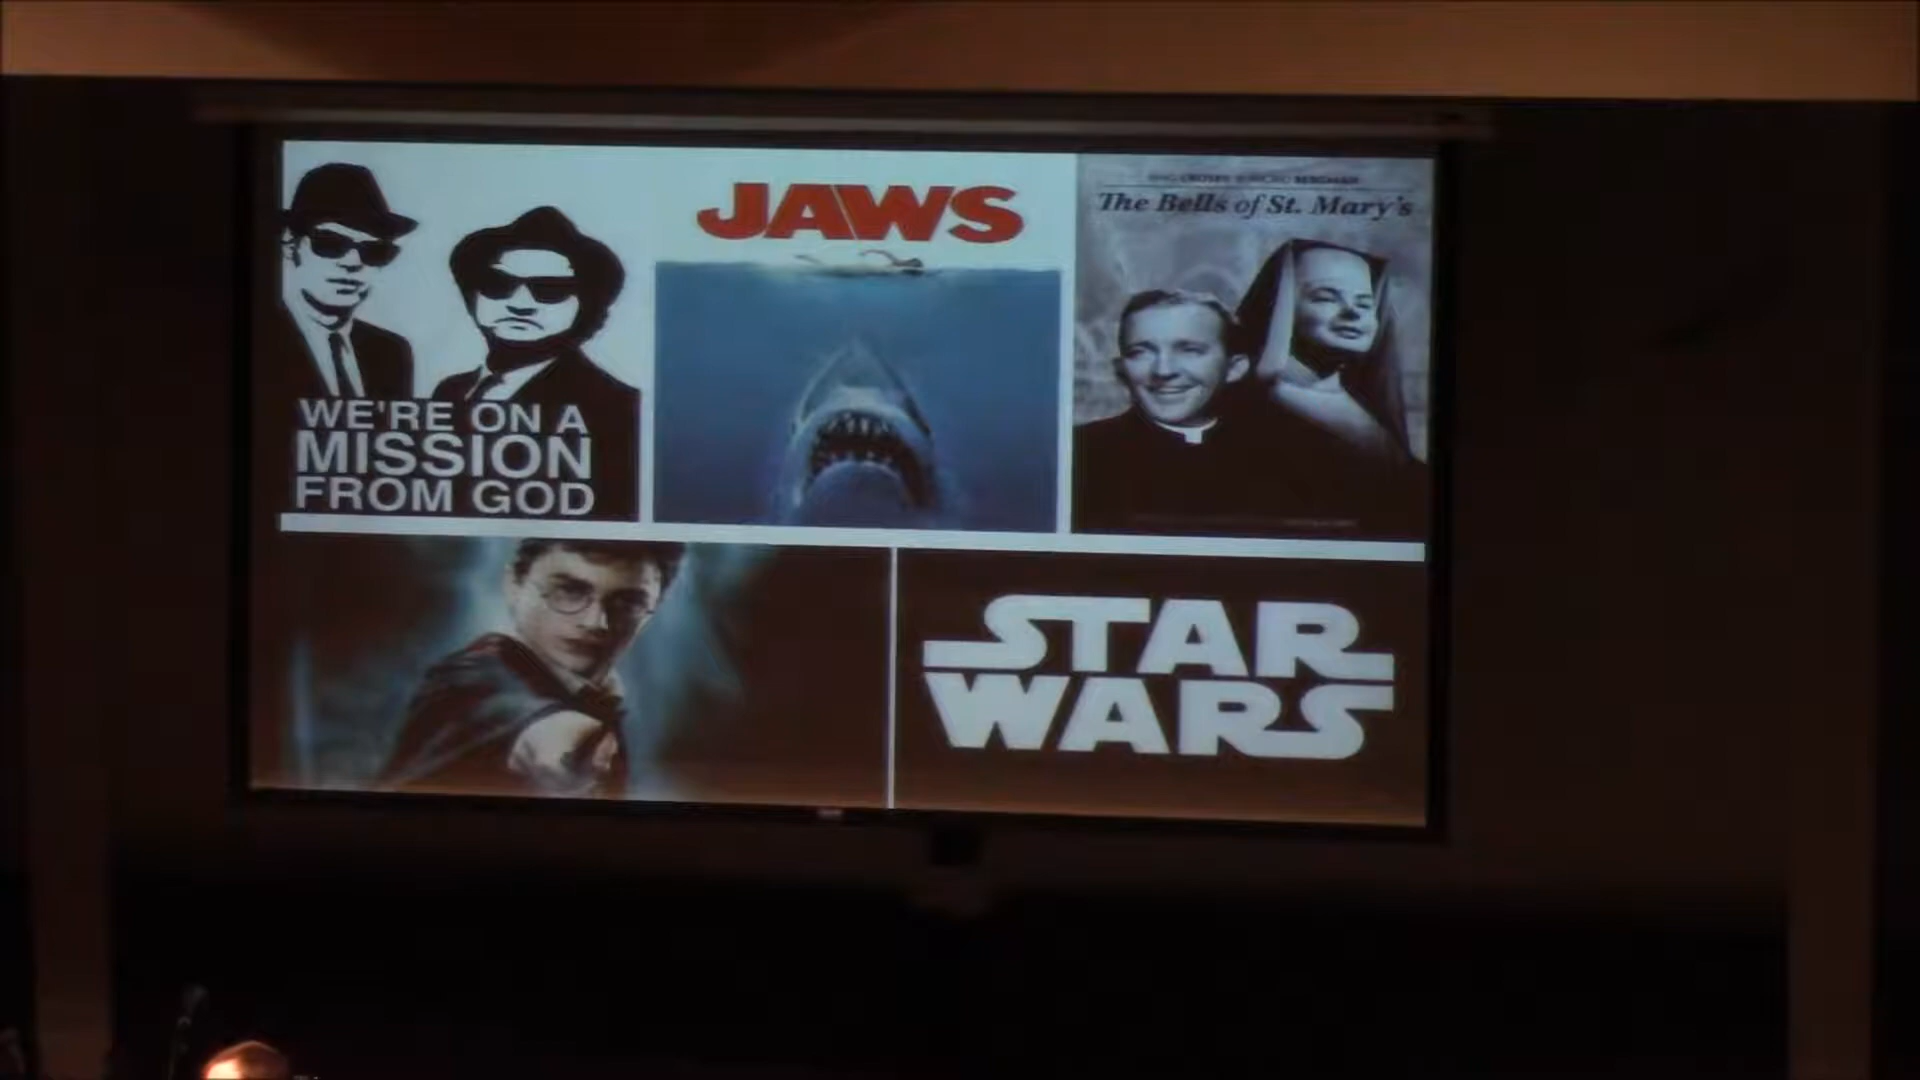 WE'RE ON A
MISSION
FROM GOD
JAWS
The Bells of St. Mary's
STAR
WARS